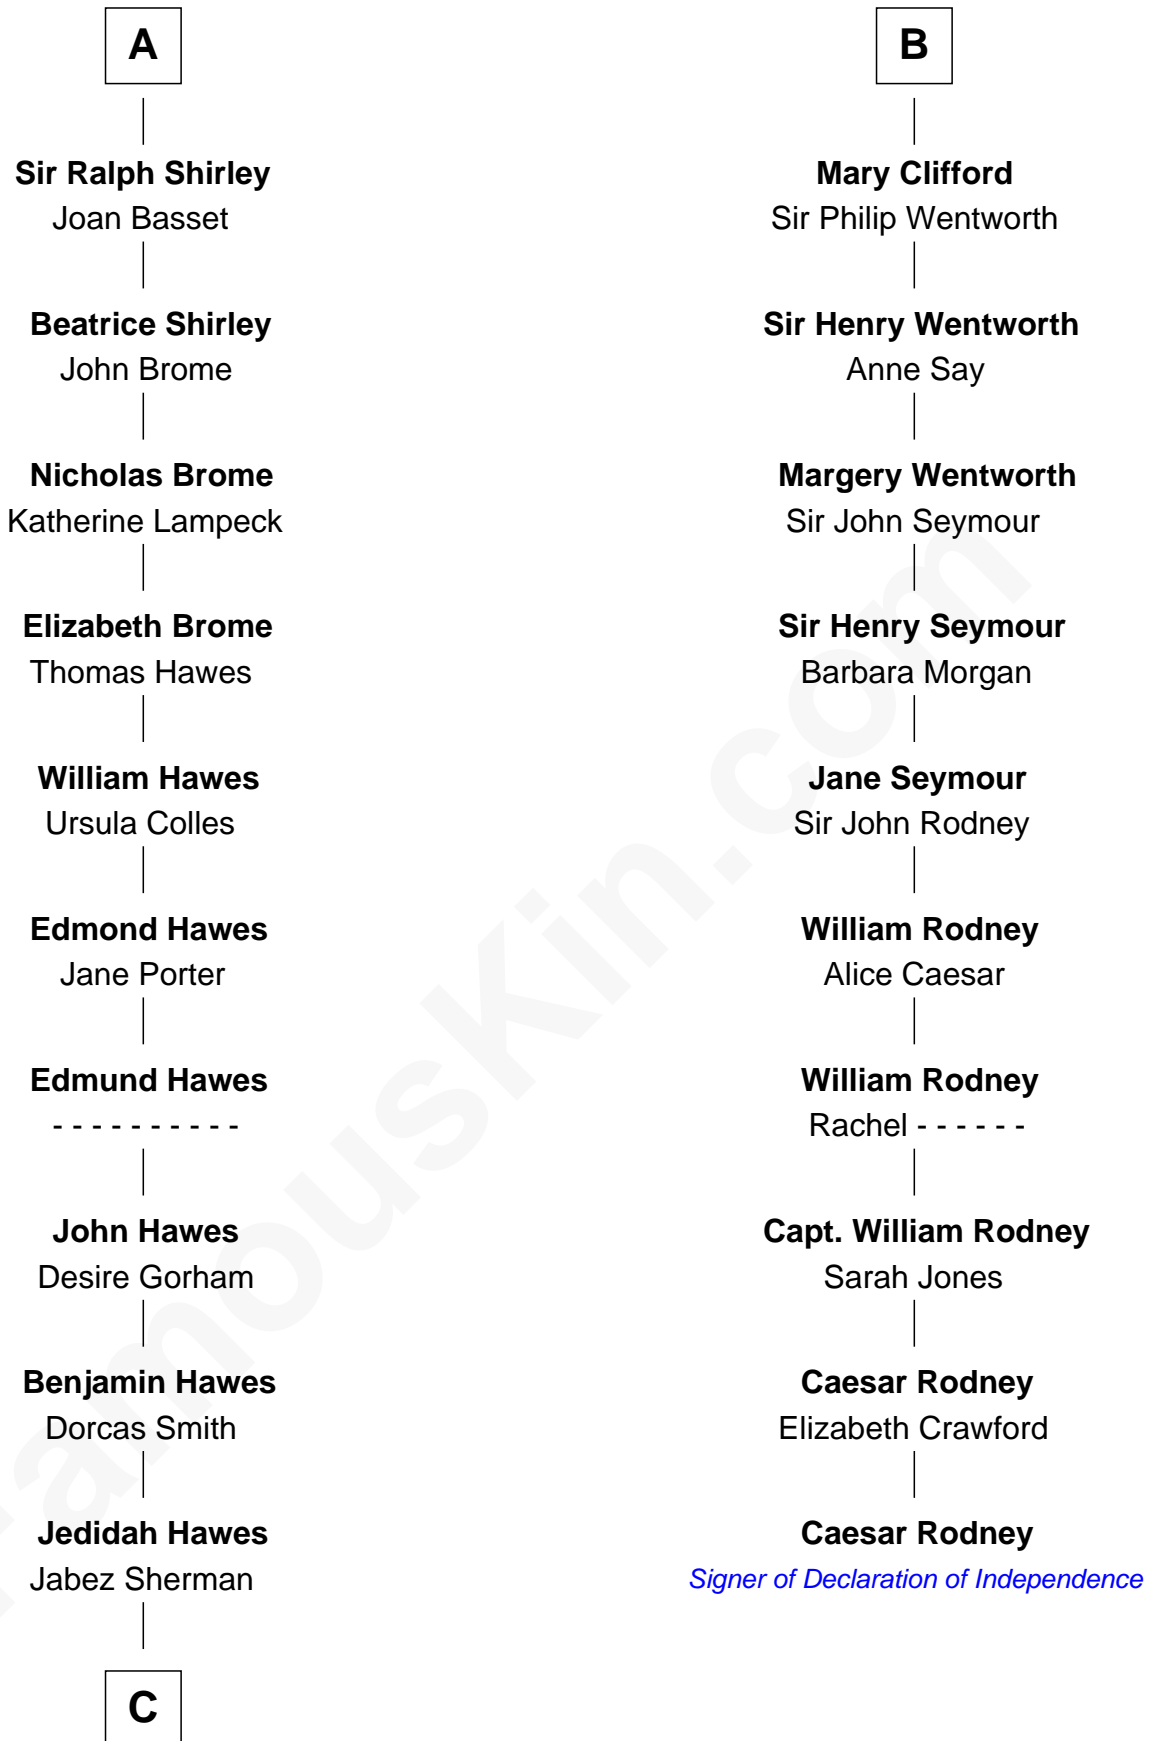 A
Sir Ralph Shirley
Joan Basset
Beatrice Shirley
John Brome
Nicholas Brome
Katherine Lampeck
Elizabeth Brome
Thomas Hawes
William Hawes
Ursula Colles
Edmond Hawes
Jane Porter
Edmund Hawes
- - - - - - - - - -
John Hawes
Desire Gorham
Benjamin Hawes
Dorcas Smith
Jedidah Hawes
Jabez Sherman
C
B
Mary Clifford
Sir Philip Wentworth
Sir Henry Wentworth
Anne Say
Margery Wentworth
Sir John Seymour
Sir Henry Seymour
Barbara Morgan
Jane Seymour
Sir John Rodney
William Rodney
Alice Caesar
William Rodney
Rachel - - - - - -
Capt. William Rodney
Sarah Jones
Caesar Rodney
Elizabeth Crawford
Caesar Rodney
Signer of Declaration of Independence
FamousKin.com